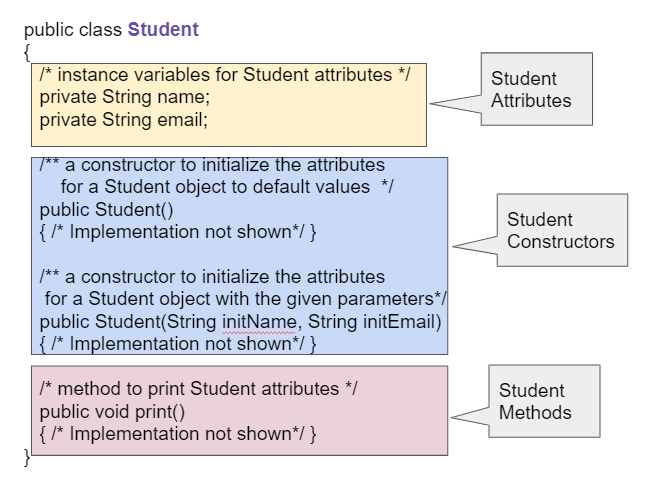 public class Student
{
/* instance variables for Student attributes */
private String name;
private String email;
Student
Attributes
/** a constructor to initialize the attributes
for a Student object to default values */
public Student()
{ /* Implementation not shown*/ }
/** a constructor to initialize the attributes
for a Student object with the given parameters*/
public Student(String initName, String initEmail)
{ /* Implementation not shown*/ }
Student
Constructors
/* method to print Student attributes */
public void print()
{ /* Implementation not shown*/ }
Student
Methods
}